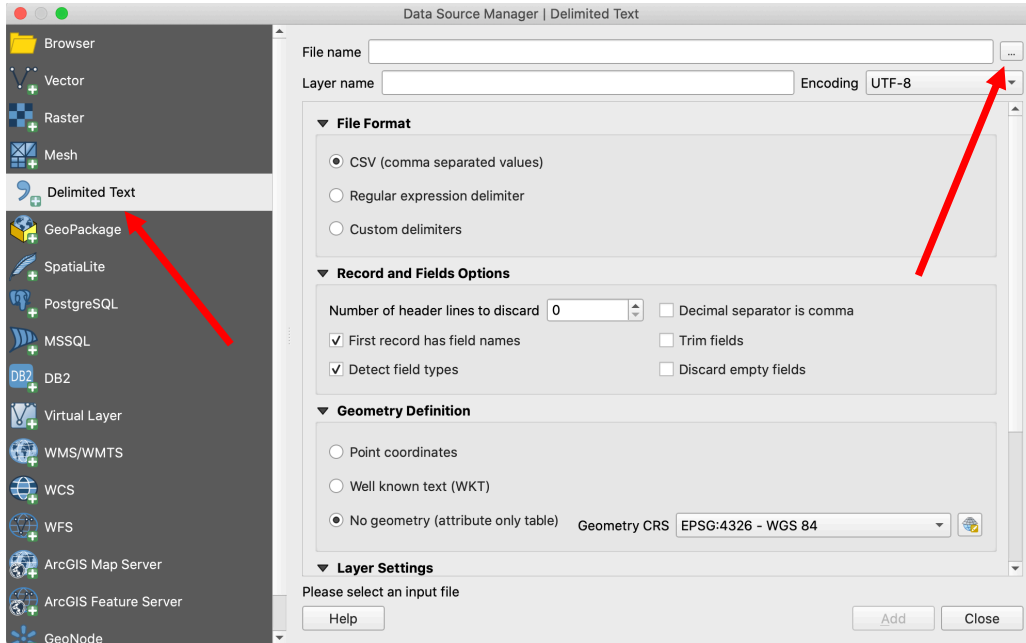 Data Source Manager | Delimited Text
Browser
Vector
Raster
Mesh
Delimited Text
GeoPackage
SpatiaLite
PostgreSQL
MSSQL
DB2 DB2
Virtual Layer
WMS/WMTS
WCS
WFS
ArcGIS Map Server
ArcGIS Feature Server
GeoNode
File name ...
Layer name Encoding UTF-8
File Format
CSV (comma separated values)
Regular expression delimiter
Custom delimiters
Record and Fields Options
Number of header lines to discard 0 Decimal separator is comma
First record has field names Trim fields
Detect field types Discard empty fields
Geometry Definition
Point coordinates
Well known text (WKT)
No geometry (attribute only table) Geometry CRS EPSG:4326 - WGS 84
Layer Settings
Please select an input file
Help Add Close